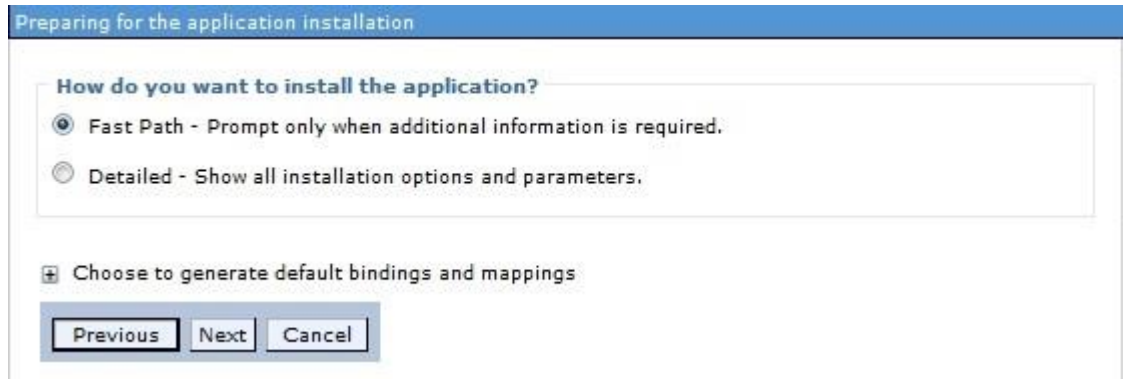 Preparing for the application installation
How do you want to install the application?
Fast Path - Prompt only when additional information is required.
Detailed - Show all installation options and parameters.
Choose to generate default bindings and mappings
Previous Next Cancel